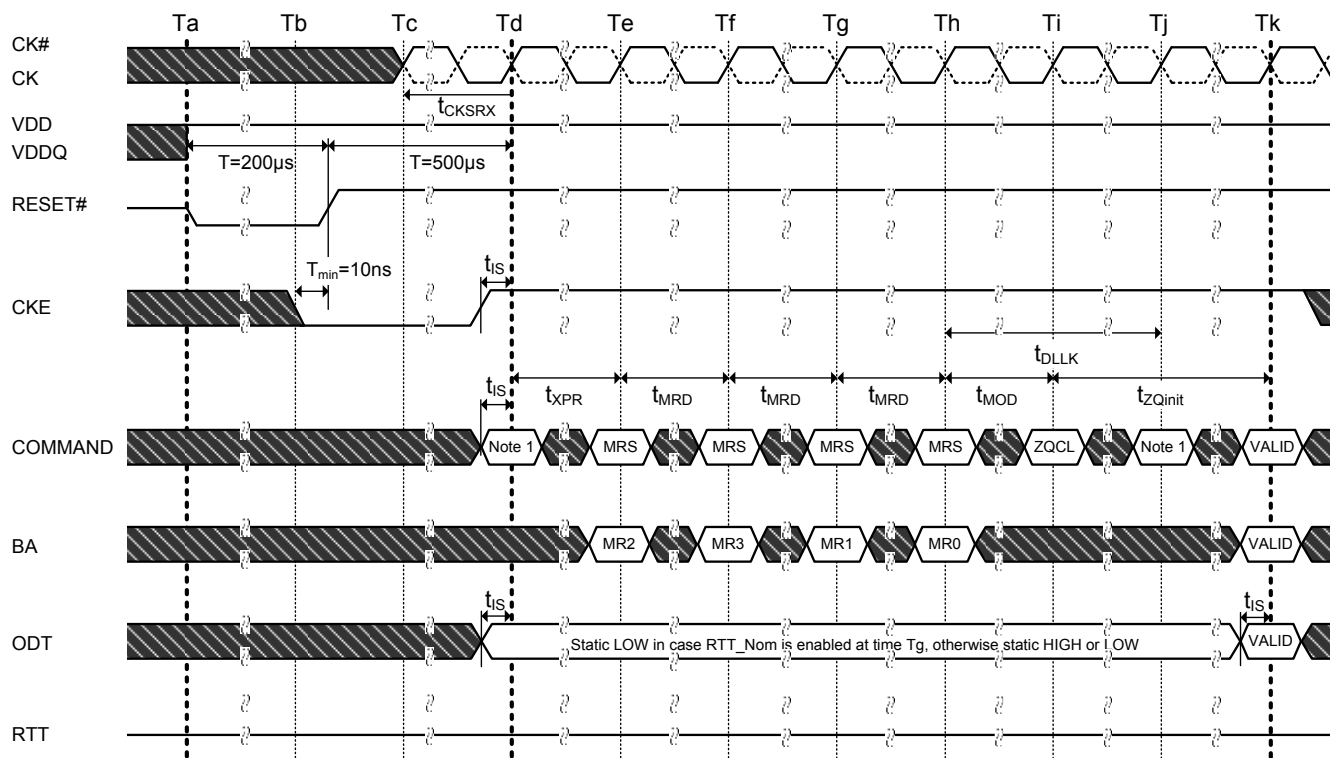 Ta Tb Tc Td Te Tf Tg Th Ti Tj Tk
CK#
CK
tCKSRX
VDD
VDDQ
T=200µs T=500µs
RESET#
Tmin=10ns tIS
CKE
tDLLK
tIS tXPR tMRD tMRD tMRD tMOD tZQinit
COMMAND Note 1 MRS MRS MRS MRS ZQCL Note 1 VALID
BA MR2 MR3 MR1 MR0 VALID
tIS tIS
ODT Static LOW in case RTT_Nom is enabled at time Tg, otherwise static HIGH or LOW VALID
RTT